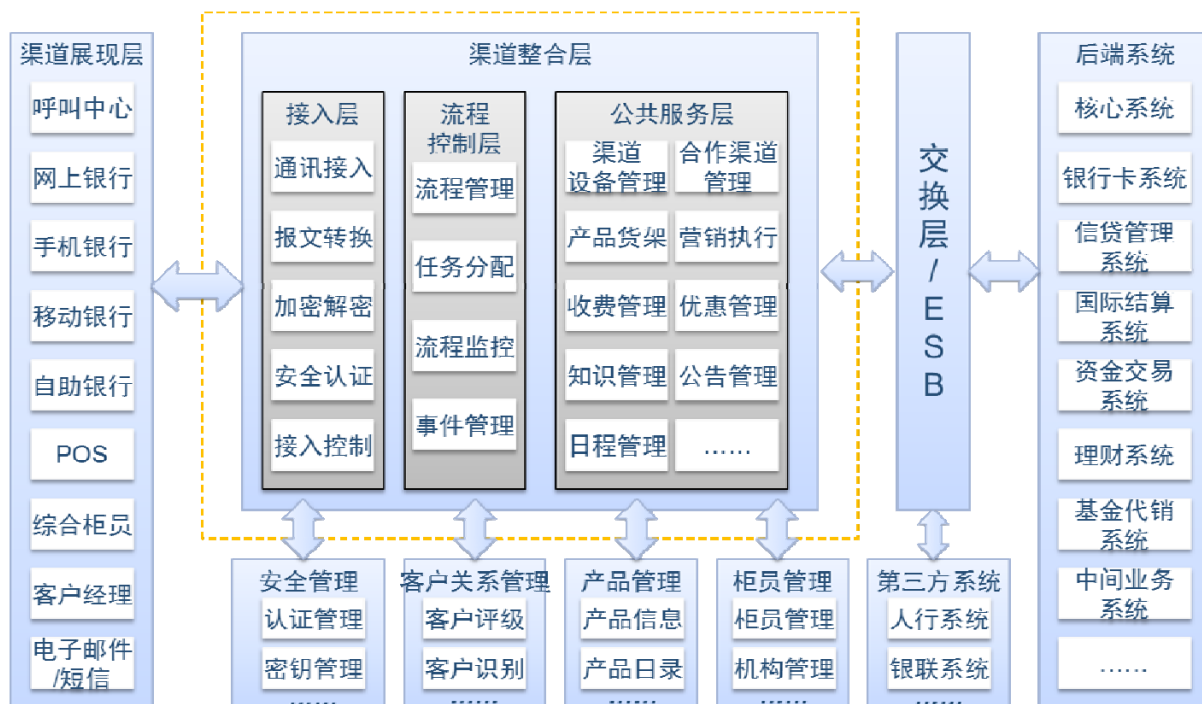 渠道展现层
呼叫中心
网上银行
手机银行
移动银行
自助银行
POS
综合柜员
客户经理
电子邮件
/短信
渠道整合层
接入层
通讯接入
报文转换
加密解密
安全认证
接入控制
流程
控制层
流程管理
任务分配
流程监控
事件管理
公共服务层
渠道
设备管理
合作渠道
管理
产品货架
营销执行
收费管理
优惠管理
知识管理
公告管理
日程管理
……
交
换
层
/
E
S
B
后端系统
核心系统
银行卡系统
信贷管理
系统
国际结算
系统
资金交易
系统
理财系统
基金代销
系统
中间业务
系统
……
安全管理
认证管理
密钥管理
……
客户关系管理
客户评级
客户识别
……
产品管理
产品信息
产品目录
……
柜员管理
柜员管理
机构管理
……
第三方系统
人行系统
银联系统
……